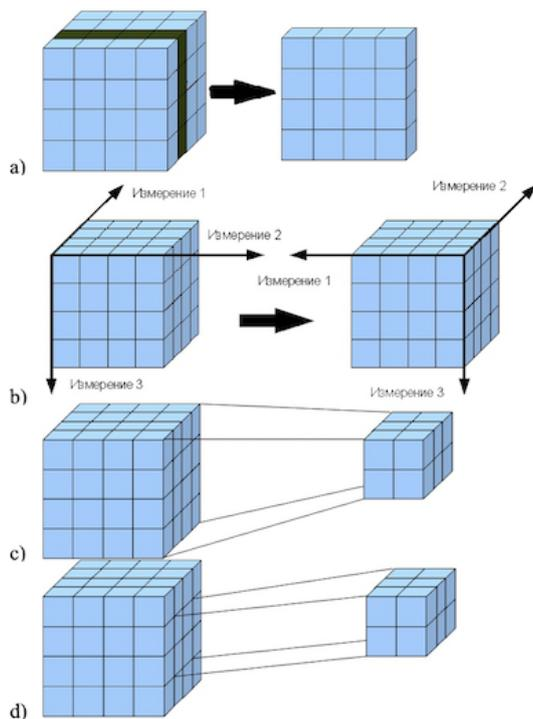 a)
Измерение 1
Измерение 2
Измерение 2
Измерение 1
Измерение 3
Измерение 3
b)
c)
d)